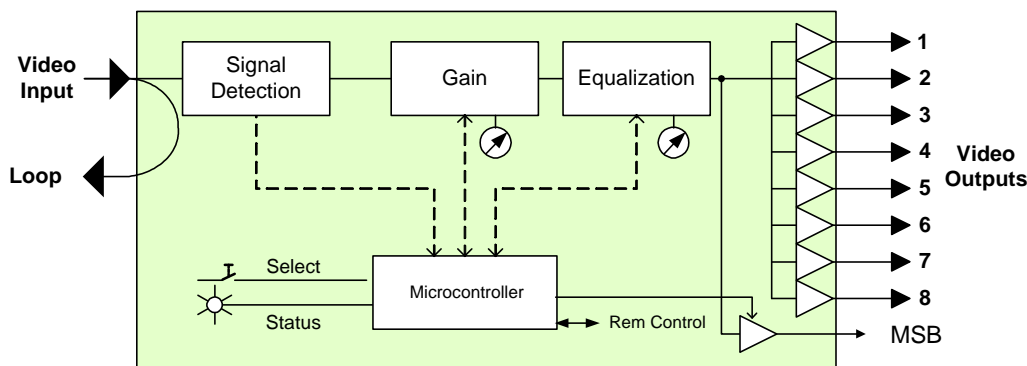 Video
Input
Loop
Signal
Detection
Gain
Equalization
Select
Status
Microcontroller
Rem Control
1
2
3
4
5
6
7
8
Video
Outputs
MSB